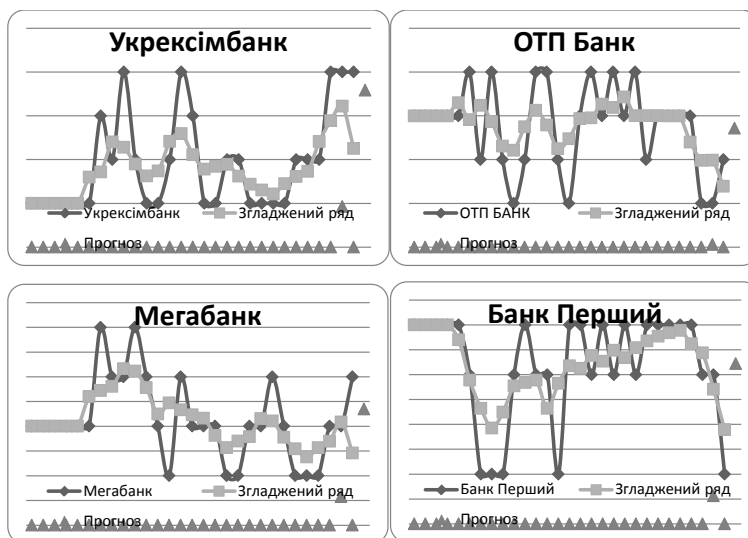 Укрексімбанк
Укрексімбанк Згладжений ряд
Прогноз
ОТП Банк
ОТП БАНК Згладжений ряд
Прогноз
Мегабанк
Мегабанк Згладжений ряд
Прогноз
Банк Перший
Банк Перший Згладжений ряд
Прогноз